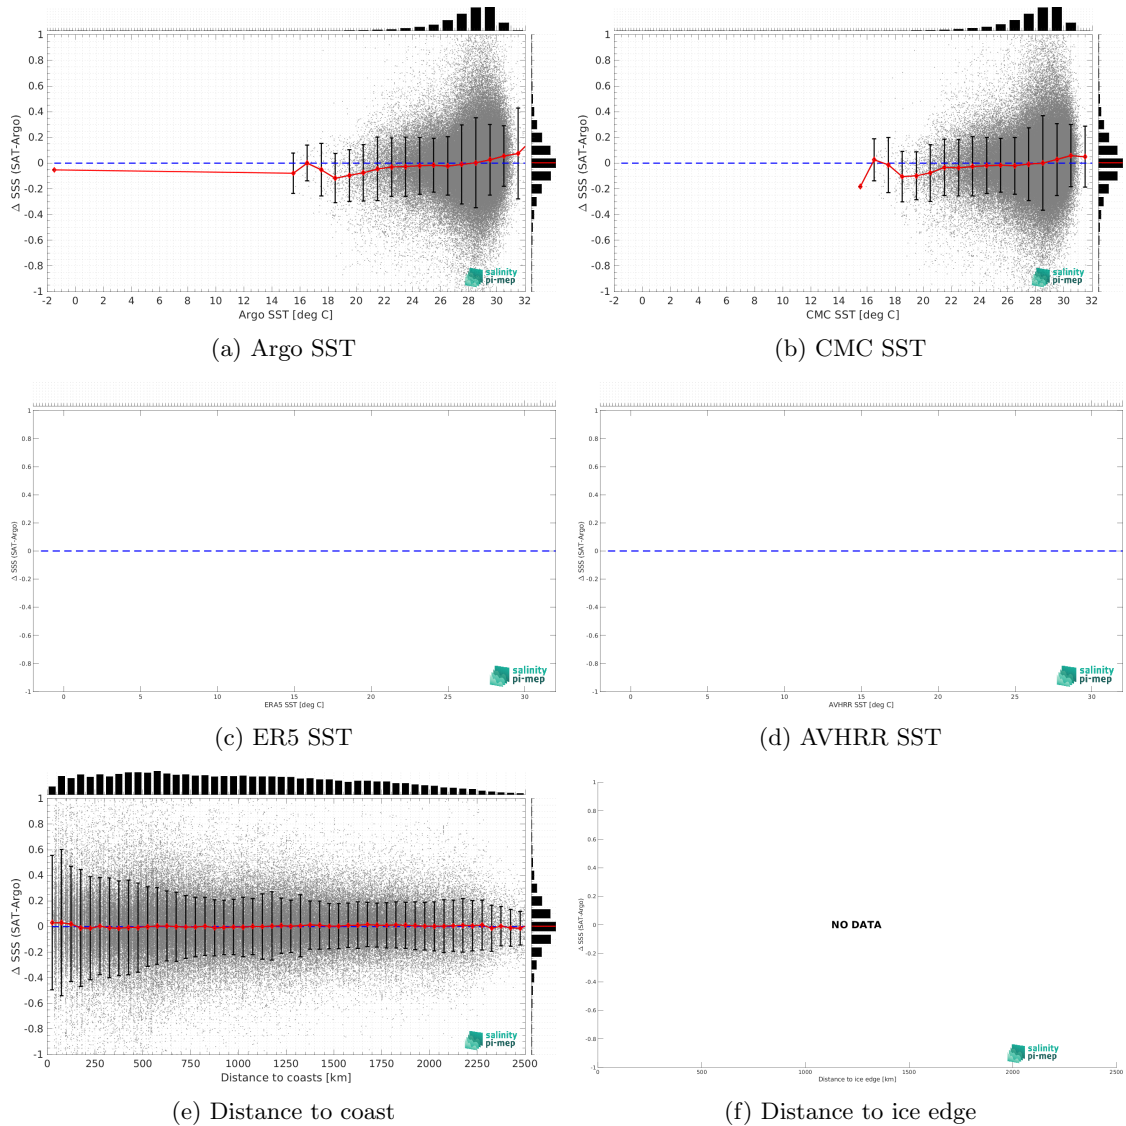 1
0.8
0.6
0.4
0.2
0
-0.2
-0.4
-0.6
-0.8
-1
Δ SSS (SAT-Argo)
-2 0 2 4 6 8 10 12 14 16 18 20 22 24 26 28 30 32
Argo SST [deg C]
salinity
pi-mep
(a) Argo SST
1
0.8
0.6
0.4
0.2
0
-0.2
-0.4
-0.6
-0.8
-1
Δ SSS (SAT-Argo)
-2 0 2 4 6 8 10 12 14 16 18 20 22 24 26 28 30 32
CMC SST [deg C]
salinity
pi-mep
(b) CMC SST
1
0.8
0.6
0.4
0.2
0
-0.2
-0.4
-0.6
-0.8
-1
Δ SSS (SAT-Argo)
0 5 10 15 20 25 30
ERA5 SST [deg C]
salinity
pi-mep
(c) ER5 SST
1
0.8
0.6
0.4
0.2
0
-0.2
-0.4
-0.6
-0.8
-1
Δ SSS (SAT-Argo)
0 5 10 15 20 25 30
AVHRR SST [deg C]
salinity
pi-mep
(d) AVHRR SST
1
0.8
0.6
0.4
0.2
0
-0.2
-0.4
-0.6
-0.8
-1
Δ SSS (SAT-Argo)
0 250 500 750 1000 1250 1500 1750 2000 2250 2500
Distance to coasts [km]
salinity
pi-mep
(e) Distance to coast
1
0.8
0.6
0.4
0.2
0
-0.2
-0.4
-0.6
-0.8
-1
Δ SSS (SAT-Argo)
NO DATA
0 500 1000 1500 2000 2500
Distance to ice edge [km]
salinity
pi-mep
(f) Distance to ice edge